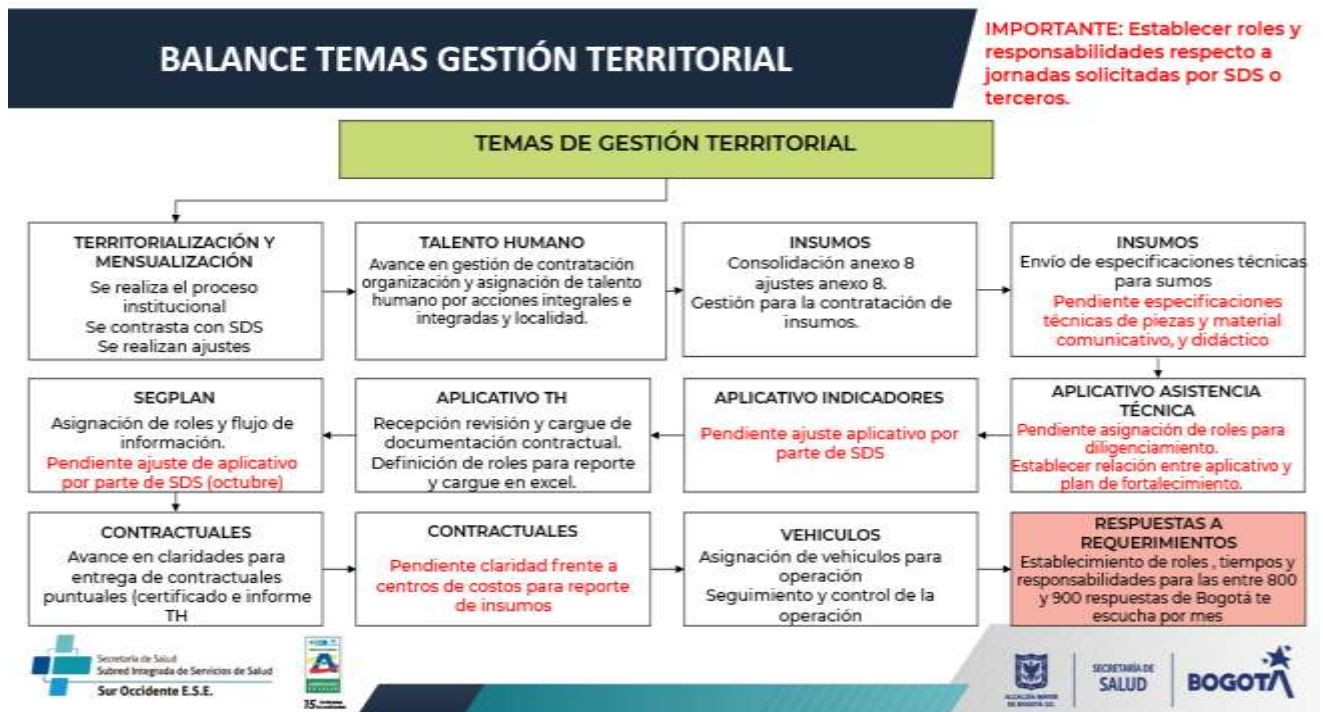 BALANCE TEMAS GESTIÓN TERRITORIAL
IMPORTANTE: Establecer roles y
responsabilidades respecto a
jornadas solicitadas por SDS o
terceros.
TEMAS DE GESTIÓN TERRITORIAL
TERRITORIALIZACIÓN Y
MENSUALIZACIÓN
Se realiza el proceso
institucional
Se contrasta con SDS
Se realizan ajustes
TALENTO HUMANO
Avance en gestión de contratación
organización y asignación de talento
humano por acciones integrales e
integradas y localidad.
INSUMOS
Consolidación anexo 8
ajustes anexo 8.
Gestión para la contratación de
insumos.
INSUMOS
Envío de especificaciones técnicas
para sumos
Pendiente especificaciones
técnicas de piezas y material
comunicativo, y didáctico
APLICATIVO ASISTENCIA
TÉCNICA
Pendiente asignación de roles para
diligenciamiento.
Establecer relación entre aplicativo y
plan de fortalecimiento.
APLICATIVO INDICADORES
Pendiente ajuste aplicativo por
parte de SDS
APLICATIVO TH
Recepción revisión y cargue de
documentación contractual.
Definición de roles para reporte
y cargue en excel.
SEGPLAN
Asignación de roles y flujo de
información.
Pendiente ajuste de aplicativo
por parte de SDS (octubre)
CONTRACTUALES
Avance en claridades para
entrega de contractuales
puntuales (certificado e informe
TH
CONTRACTUALES
Pendiente claridad frente a
centros de costos para reporte
de insumos
VEHICULOS
Asignación de vehiculos para
operación
Seguimiento y control de la
operación
RESPUESTAS A
REQUERIMIENTOS
Establecimiento de roles , tiempos y
responsabilidades para las entre 800
y 900 respuestas de Bogotá te
escucha por mes
Secretaría de Salud
Subred Integrada de Servicios de Salud
Sur Occidente E.S.E.
15
ALCALDÍA MAYOR
DE BOGOTÁ D.C.
SECRETARÍA DE
SALUD
BOGOTÁ